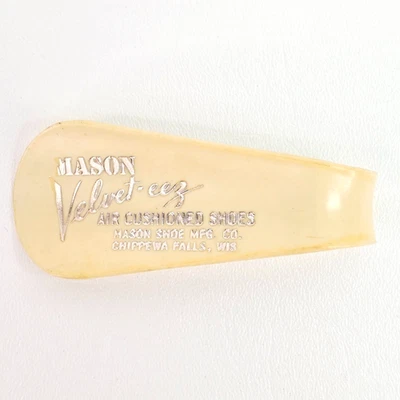 MASON
Velvet-eez
AIR CUSHIONED SHOES
MASON SHOE MFG. CO.
CHIPPEWA FALLS, WIS.